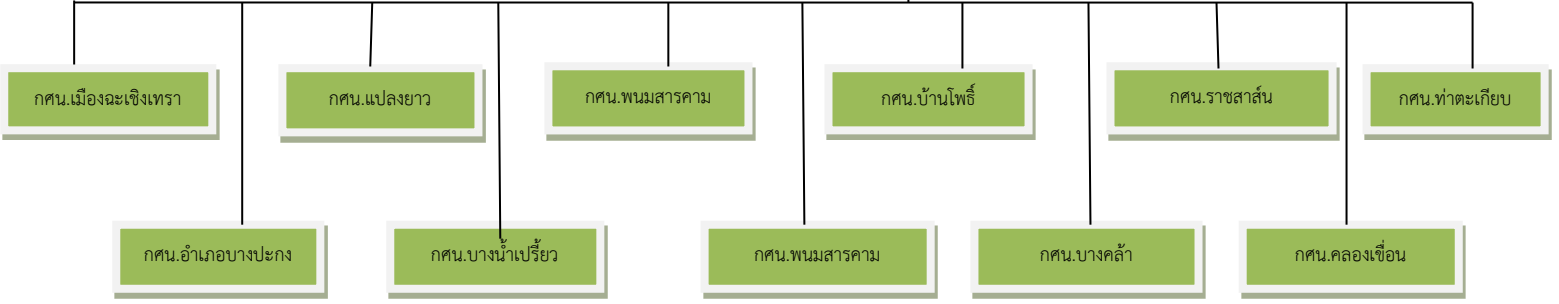 กศน.เมืองฉะเชิงเทรา
กศน.แปลงยาว
กศน.พนมสารคาม
กศน.บ้านโพธิ์
กศน.ราชสาส์น
กศน.ท่าตะเกียบ
กศน.อำเภอบางปะกง
กศน.บางน้ำเปรี้ยว
กศน.พนมสารคาม
กศน.บางคล้า
กศน.คลองเขื่อน